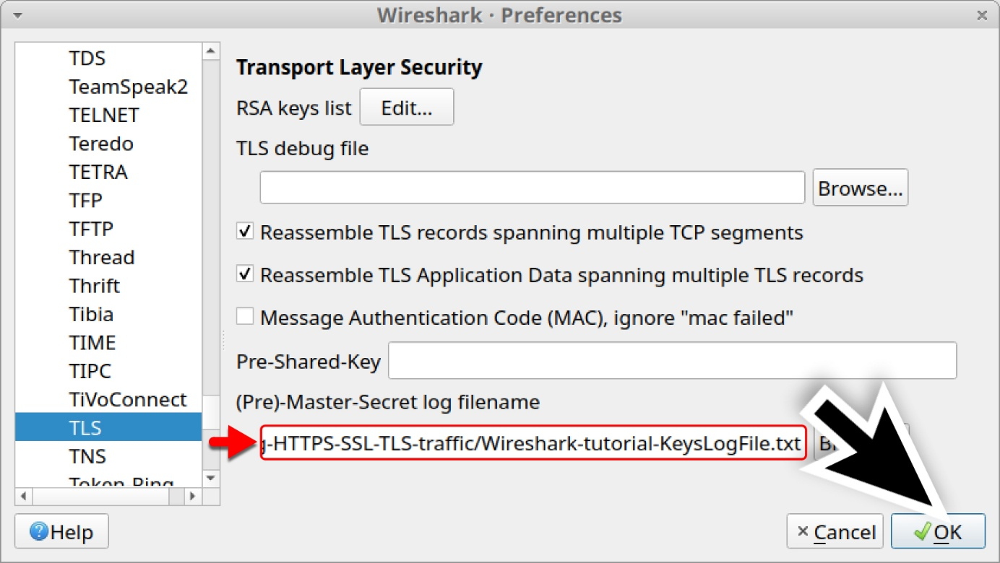 Wireshark · Preferences
TDS
TeamSpeak2
TELNET
Teredo
TETRA
TFP
TFTP
Thread
Thrift
Tibia
TIME
TIPC
TiVoConnect
TLS
TNS
Token Ring
Transport Layer Security
RSA keys list Edit...
TLS debug file
Browse...
Reassemble TLS records spanning multiple TCP segments
Reassemble TLS Application Data spanning multiple TLS records
Message Authentication Code (MAC), ignore "mac failed"
Pre-Shared-Key
(Pre)-Master-Secret log filename
-HTTPS-SSL-TLS-traffic/Wireshark-tutorial-KeysLogFile.txt
Help
Cancel
OK